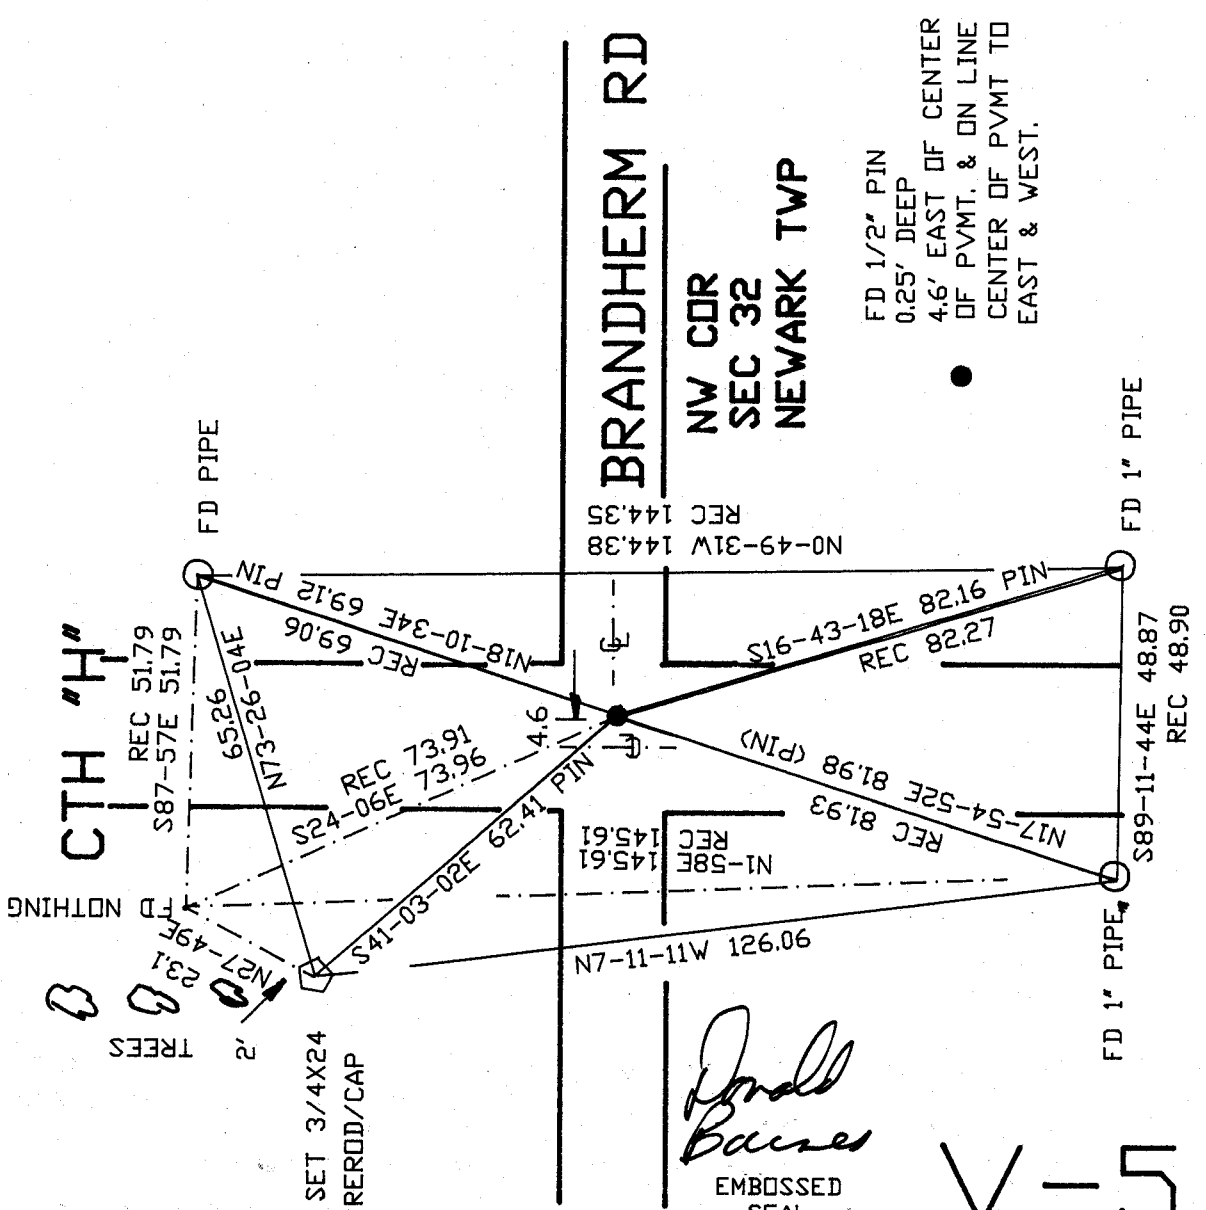 BRANDHERM RD
NW COR
SEC 32
NEWARK TWP
FD 1/2" PIN
0.25' DEEP
4.6' EAST OF CENTER
OF PVMT. & ON LINE
CENTER OF PVMT TO
EAST & WEST.
CTH "H"
FD PIPE
REC 51.79
S87-57E 51.79
65.26
N73-26-04E
N18-10-34E 69.12 PIN
REC 69.06
REC 144.35
N0-49-31W 144.38
S16-43-18E 82.16 PIN
REC 82.27
FD 1" PIPE
S89-11-44E 48.87
REC 48.90
4.6
REC 73.91
S24-06E 73.96
S41-03-02E 62.41 PIN
N17-54-52E 81.98 (PIN)
REC 81.93
REC 145.61
N1-58E 145.61
N7-11-11W 126.06
FD NOTHING
N27-49E
23.1
TREES
2'
SET 3/4X24
REROD/CAP
FD 1" PIPE
Donald
Barnes
EMBOSSED
SEAL
Y-5